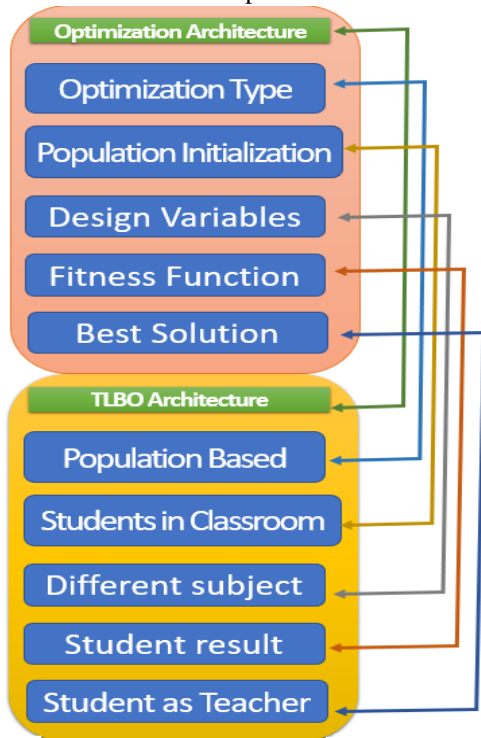 Optimization Architecture
Optimization Type
Population Initialization
Design Variables
Fitness Function
Best Solution
TLBO Architecture
Population Based
Students in Classroom
Different subject
Student result
Student as Teacher